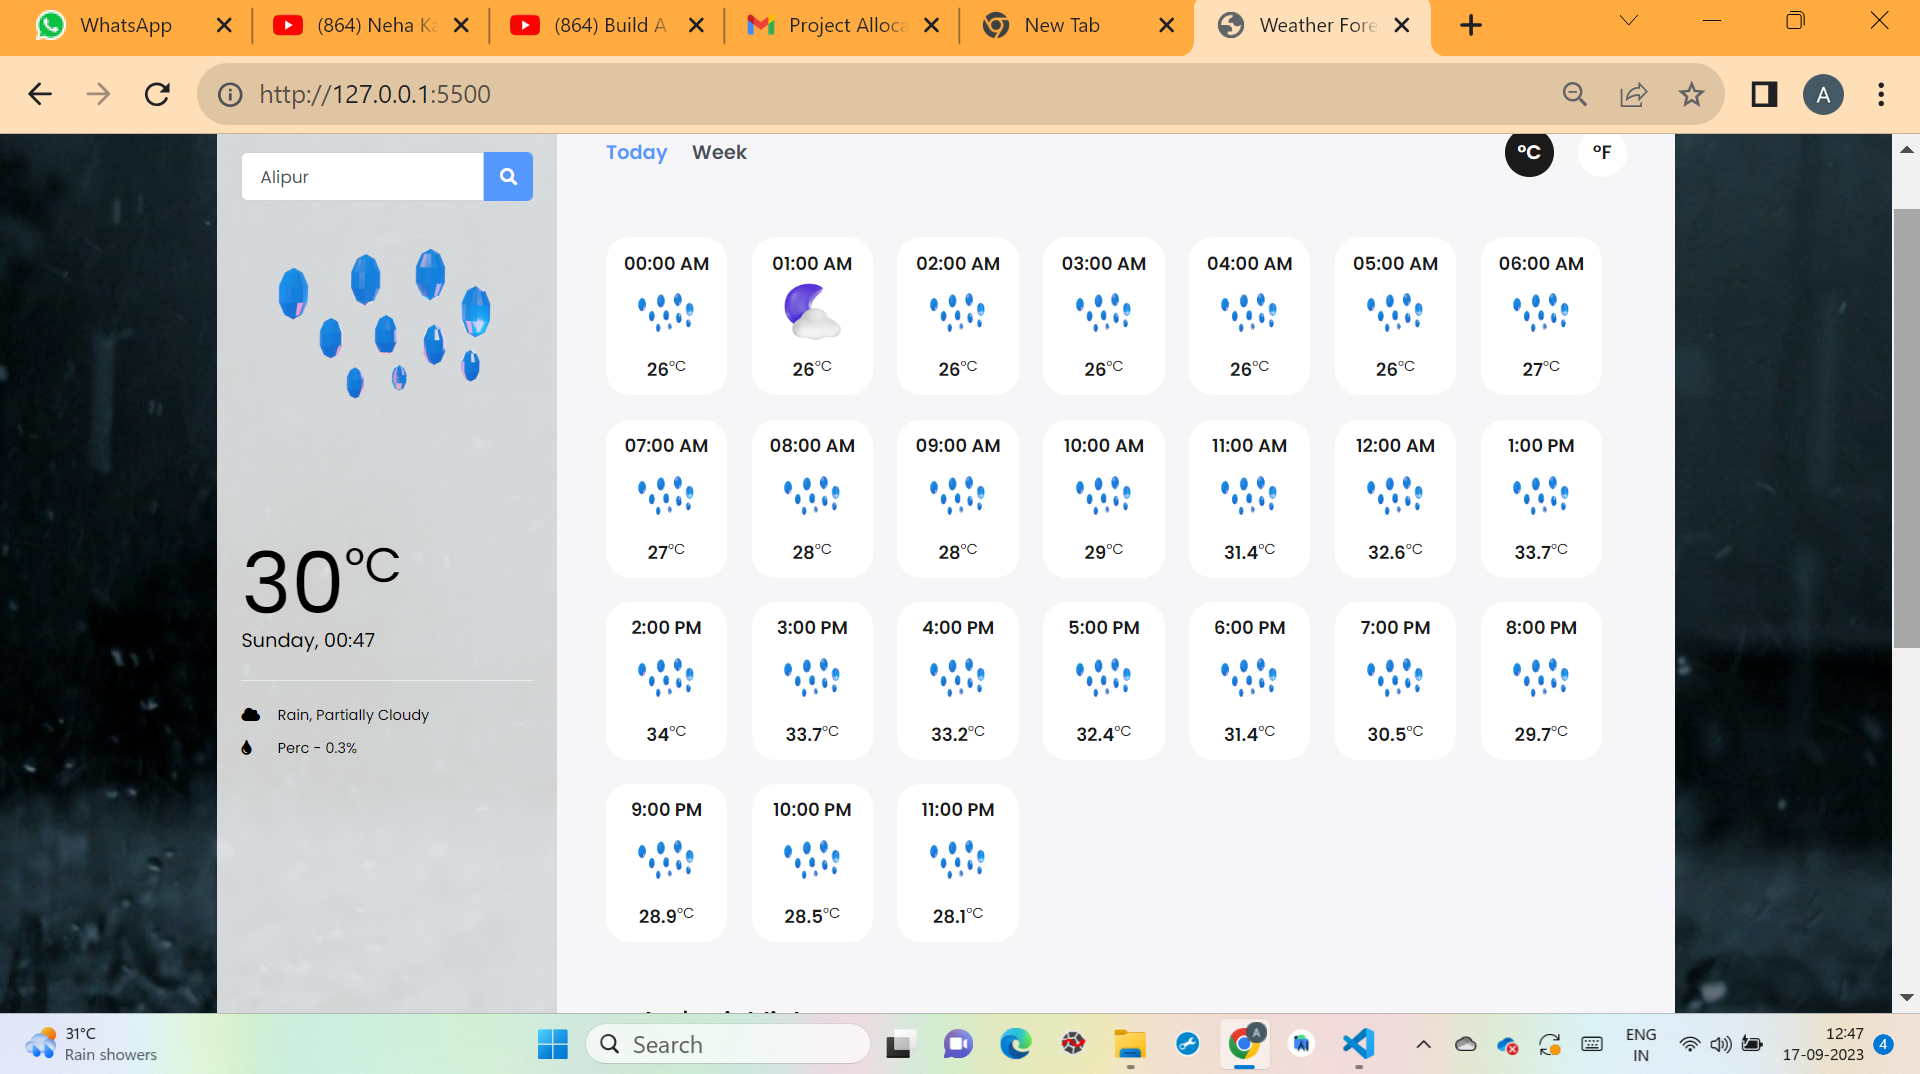 WhatsApp
(864) Neha Ka
(864) Build A
Project Alloca
New Tab
Weather Fore
http://127.0.0.1:5500
A
Alipur
Today Week
°C °F
00:00 AM 01:00 AM 02:00 AM 03:00 AM 04:00 AM 05:00 AM 06:00 AM
26°C 26°C 26°C 26°C 26°C 26°C 27°C
07:00 AM 08:00 AM 09:00 AM 10:00 AM 11:00 AM 12:00 AM 1:00 PM
27°C 28°C 28°C 29°C 31.4°C 32.6°C 33.7°C
30°C
Sunday, 00:47
Rain, Partially Cloudy
Perc - 0.3%
2:00 PM 3:00 PM 4:00 PM 5:00 PM 6:00 PM 7:00 PM 8:00 PM
34°C 33.7°C 33.2°C 32.4°C 31.4°C 30.5°C 29.7°C
9:00 PM 10:00 PM 11:00 PM
28.9°C 28.5°C 28.1°C
31°C
Rain showers
Search
A
ENG
IN
12:47
17-09-2023
4